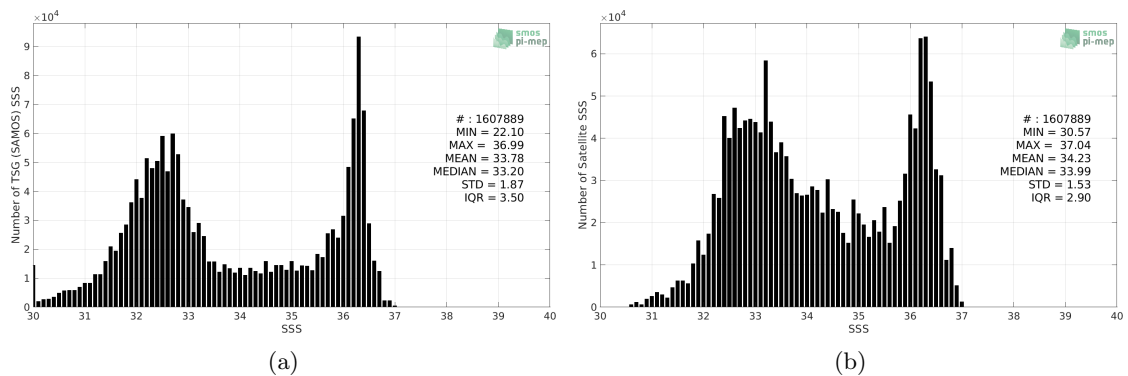 ×10⁴
9
8
7
6
5
4
3
2
1
0
Number of TSG (SAMOS) SSS
smos
pi-mep
# : 1607889
MIN = 22.10
MAX = 36.99
MEAN = 33.78
MEDIAN = 33.20
STD = 1.87
IQR = 3.50
30 31 32 33 34 35 36 37 38 39 40
SSS
(a)
×10⁴
6
5
4
3
2
1
0
Number of Satellite SSS
smos
pi-mep
# : 1607889
MIN = 30.57
MAX = 37.04
MEAN = 34.23
MEDIAN = 33.99
STD = 1.53
IQR = 2.90
30 31 32 33 34 35 36 37 38 39 40
SSS
(b)